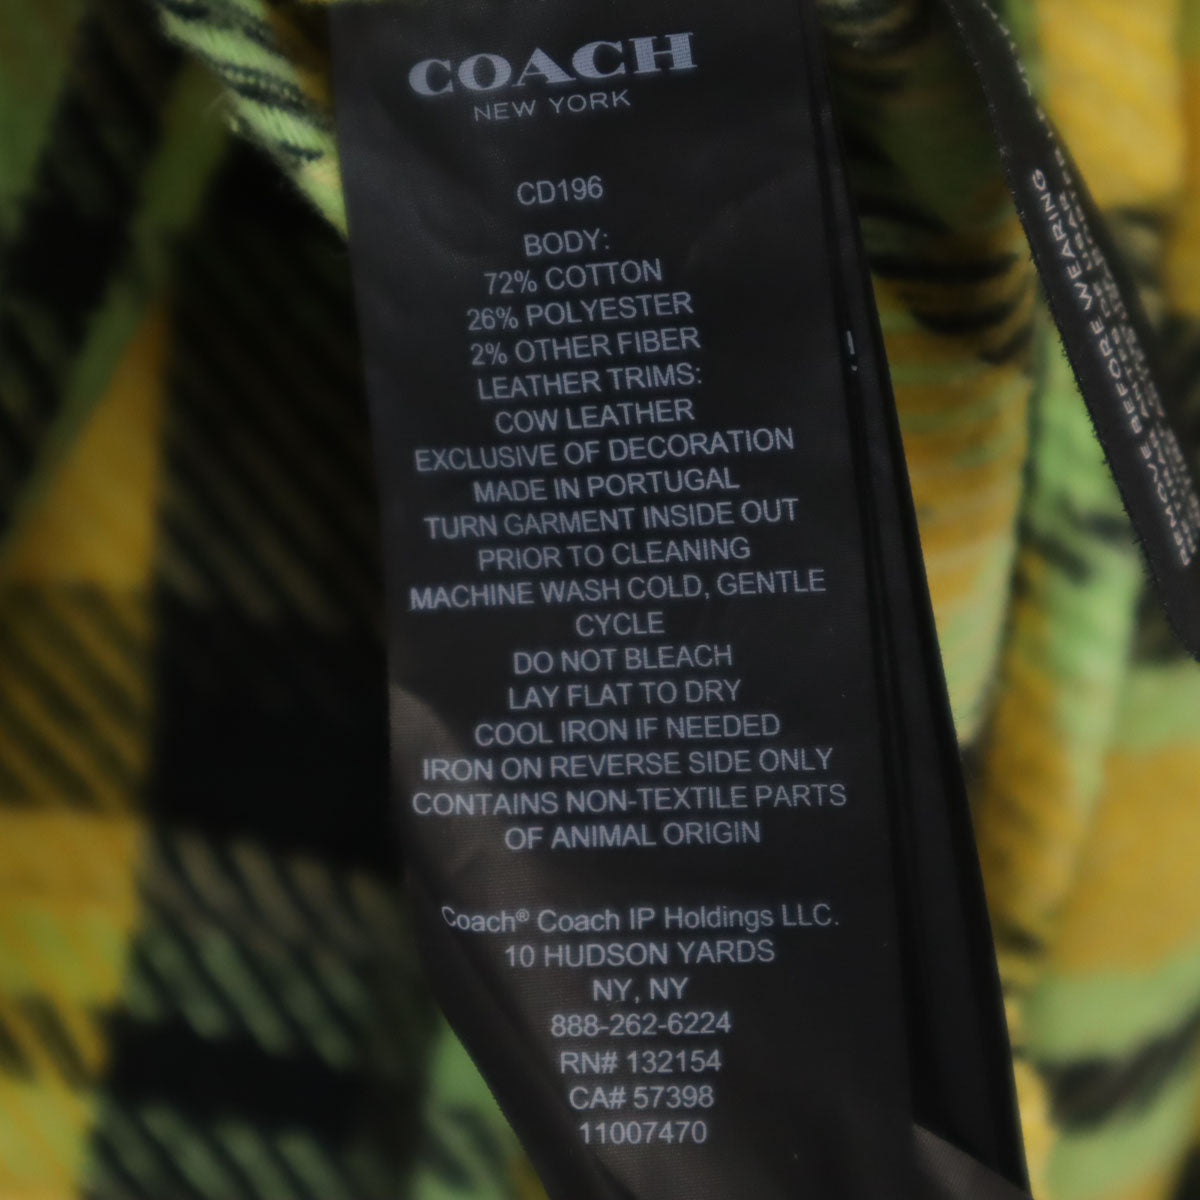 COACH
NEW YORK
CD196
BODY:
72% COTTON
26% POLYESTER
2% OTHER FIBER
LEATHER TRIMS:
COW LEATHER
EXCLUSIVE OF DECORATION
MADE IN PORTUGAL
TURN GARMENT INSIDE OUT
PRIOR TO CLEANING
MACHINE WASH COLD, GENTLE
CYCLE
DO NOT BLEACH
LAY FLAT TO DRY
COOL IRON IF NEEDED
IRON ON REVERSE SIDE ONLY
CONTAINS NON-TEXTILE PARTS
OF ANIMAL ORIGIN
Coach® Coach IP Holdings LLC.
10 HUDSON YARDS
NY, NY
888-262-6224
RN# 132154
CA# 57398
11007470
REMOVE BEFORE WEARING